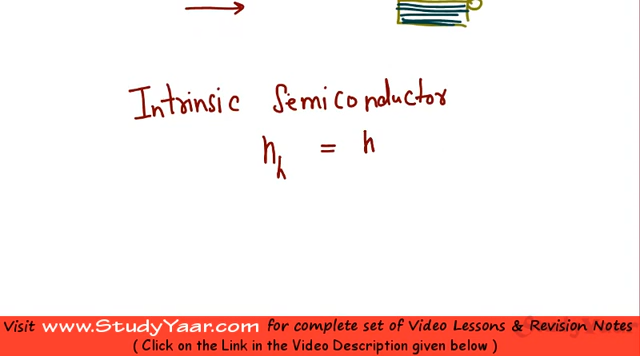 Intrinsic Semiconductor
n_h = n
Visit www.StudyYaar.com for complete set of Video Lessons & Revision Notes
( Click on the Link in the Video Description given below )